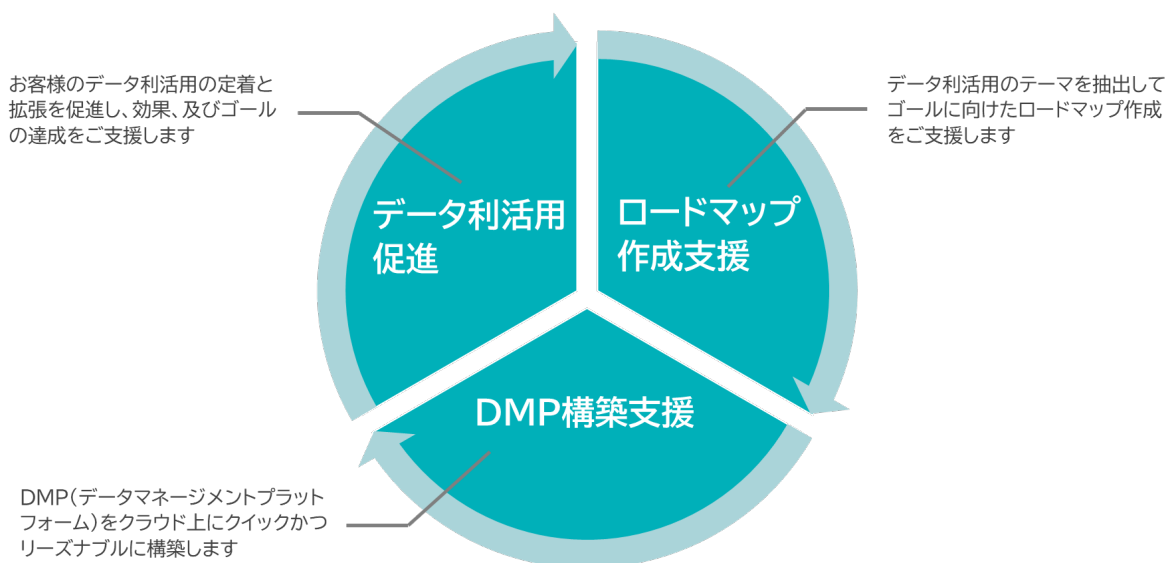 お客様のデータ利活用の定着と
拡張を促進し、効果、及びゴール
の達成をご支援します
データ利活用のテーマを抽出して
ゴールに向けたロードマップ作成
をご支援します
データ利活用
促進
ロードマップ
作成支援
DMP構築支援
DMP(データマネージメントプラット
フォーム)をクラウド上にクイックかつ
リーズナブルに構築します